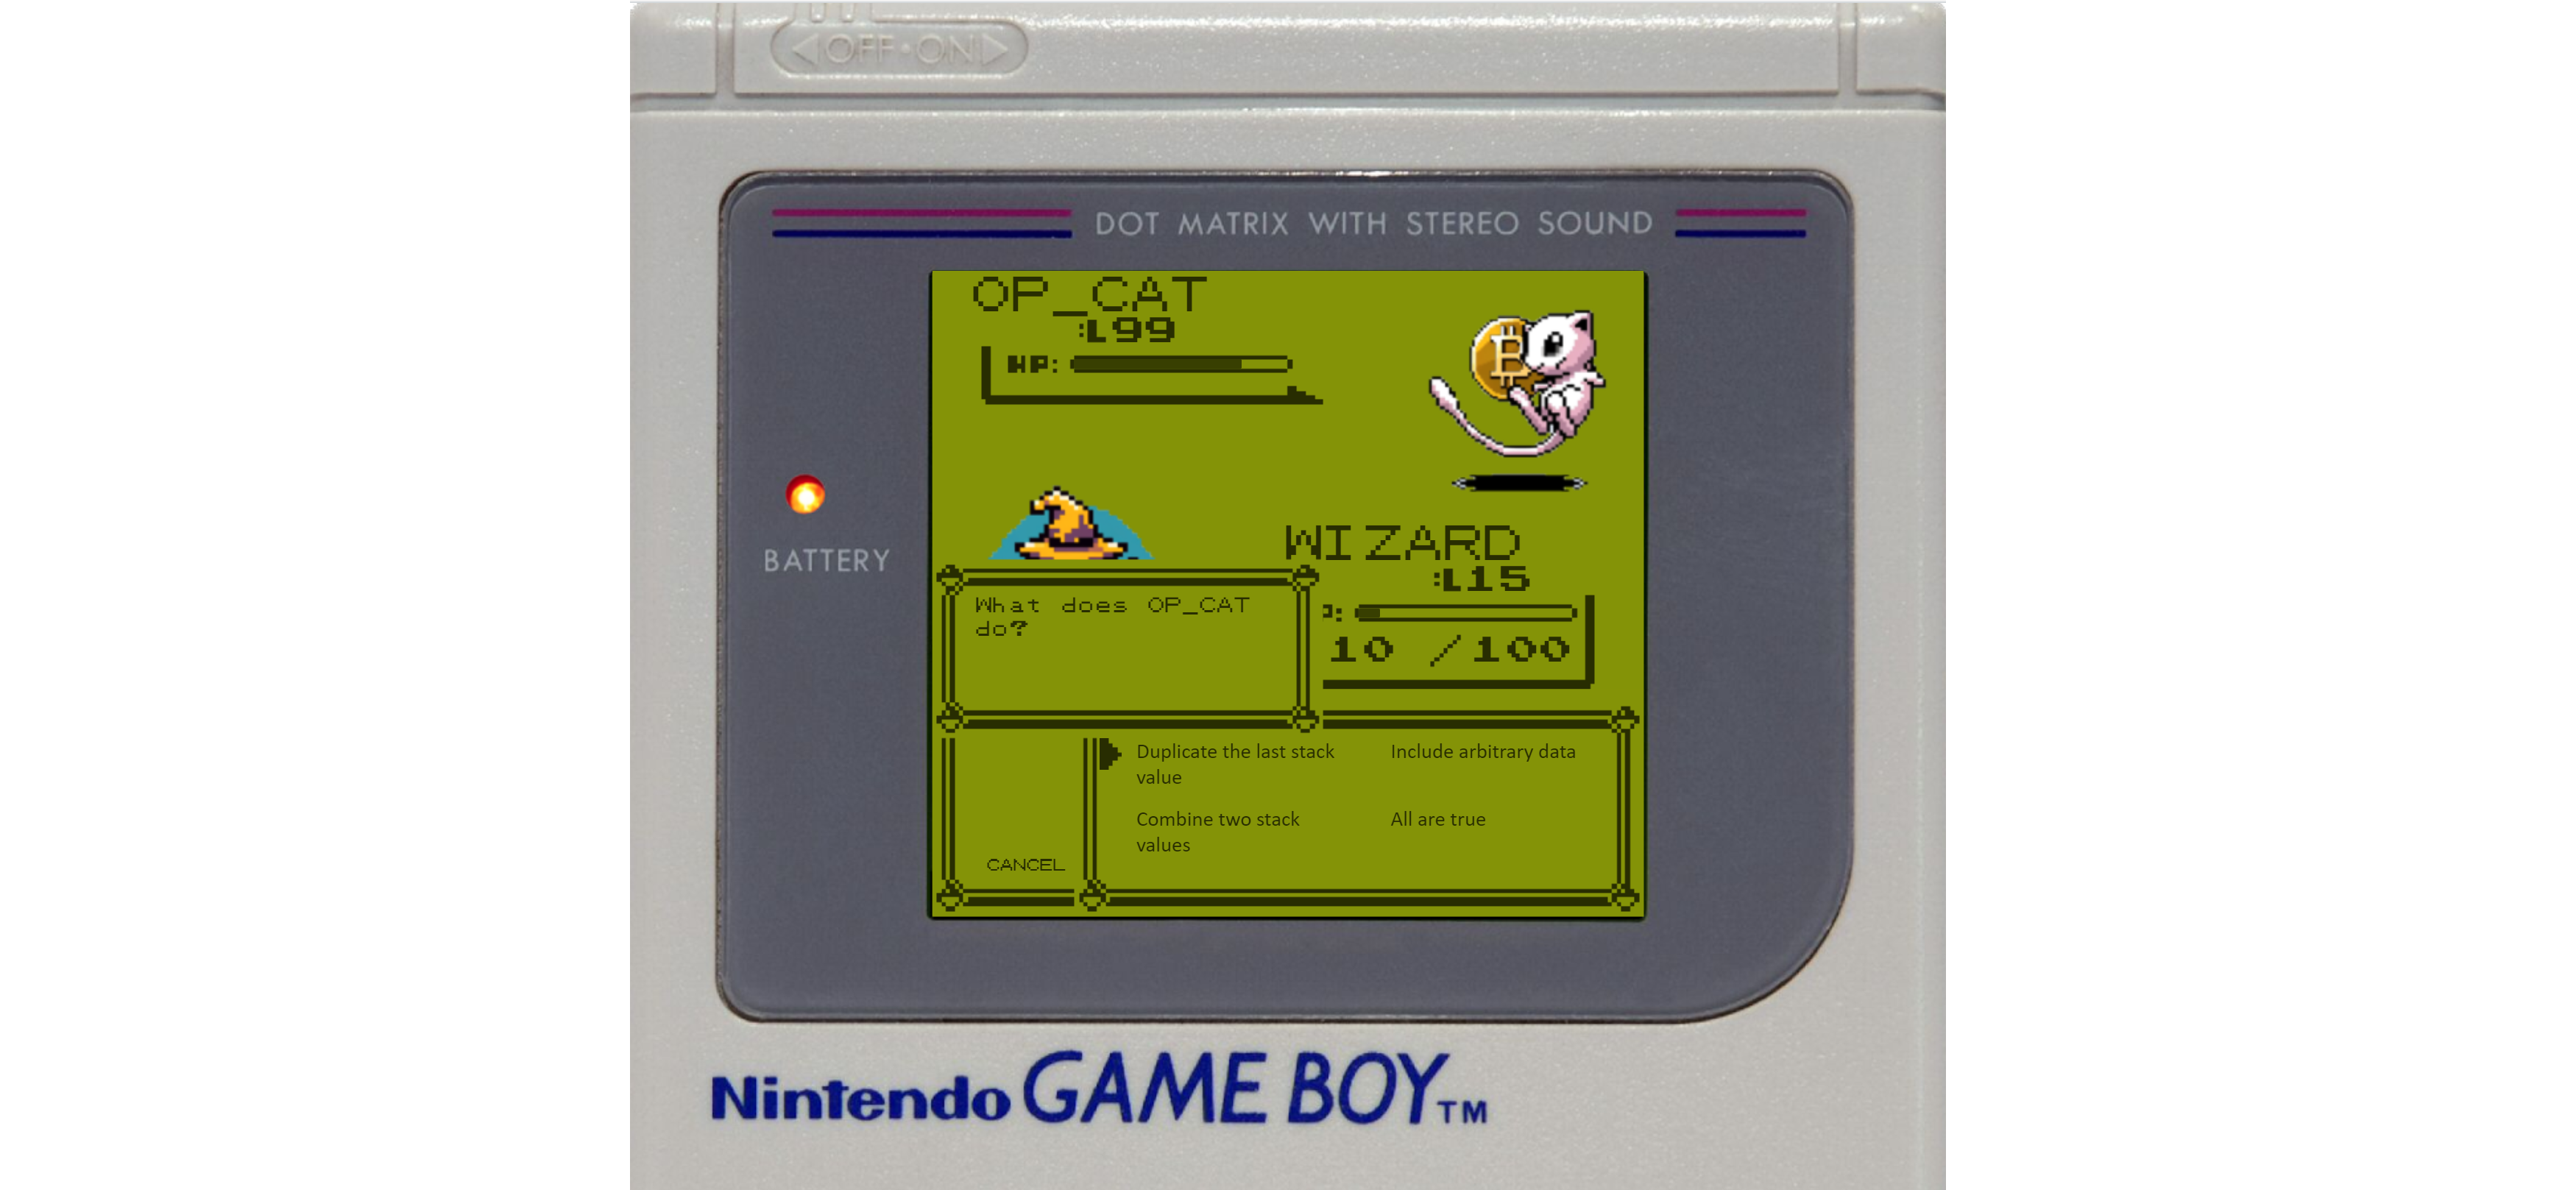 OFF•ON
DOT MATRIX WITH STEREO SOUND
OP_CAT
:L99
HP:
BATTERY
WIZARD
:L15
10 /100
What does OP_CAT
do?
Duplicate the last stack
value
Include arbitrary data
Combine two stack
values
All are true
CANCEL
Nintendo GAME BOY TM